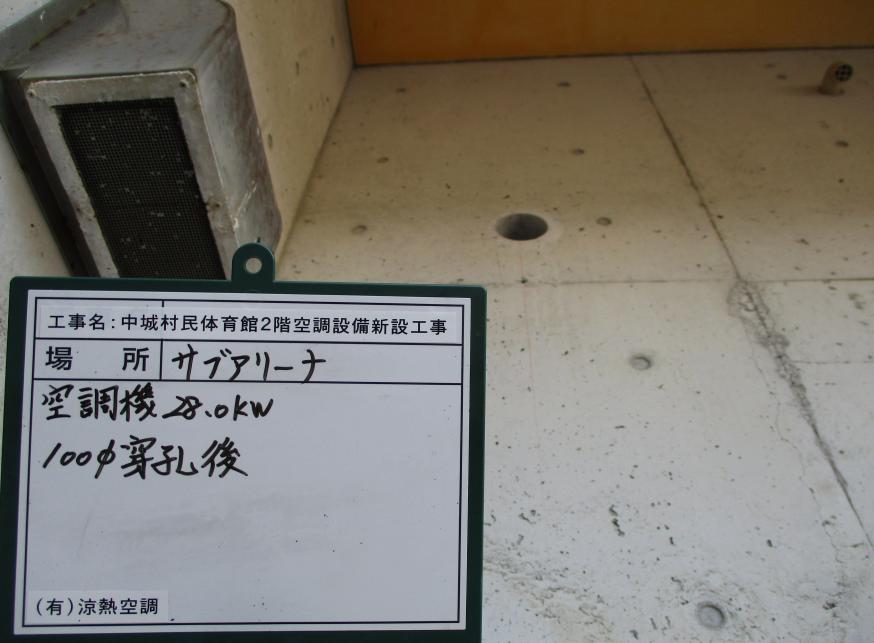 工事名：中城村民体育館2階空調設備新設工事
場 所 サブアリーナ
空調機 28.0kW
100φ穿孔後
(有)涼熱空調